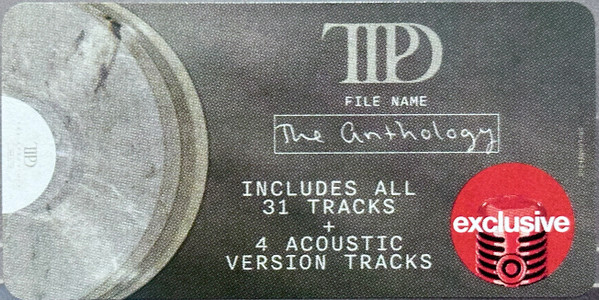 TTPD
FILE NAME
The Anthology
INCLUDES ALL
31 TRACKS
+
4 ACOUSTIC
VERSION TRACKS
exclusive